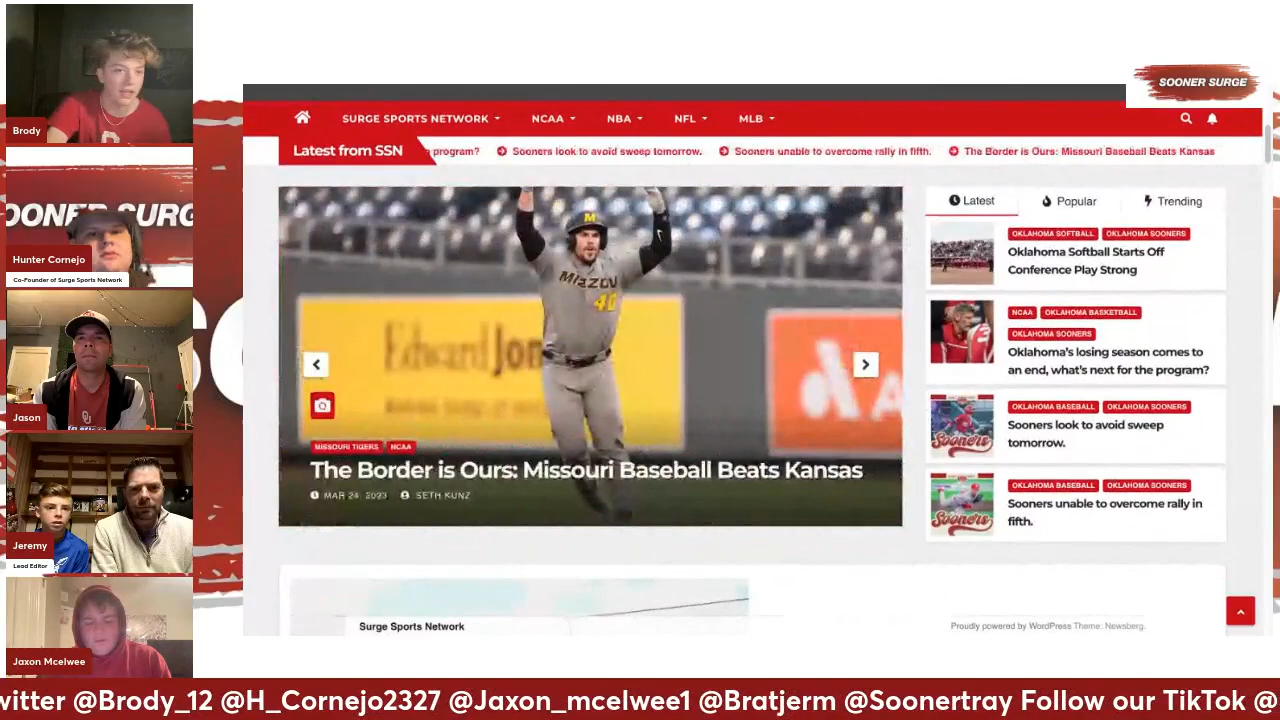 Brody
OONER SURG
Hunter Cornejo
Co-Founder of Surge Sports Network
Jason
Jeremy
Lead Editor
Jaxon Mcelwee
SOONER SURGE
SURGE SPORTS NETWORK
NCAA
NBA
NFL
MLB
Latest from SSN
program?
Sooners look to avoid sweep tomorrow.
Sooners unable to overcome rally in fifth.
The Border is Ours: Missouri Baseball Beats Kansas
M
MIZZOU
40
MISSOURI TIGERS
NCAA
The Border is Ours: Missouri Baseball Beats Kansas
MAR 24, 2023
SETH KUNZ
Latest
Popular
Trending
OKLAHOMA SOFTBALL
OKLAHOMA SOONERS
Oklahoma Softball Starts Off
Conference Play Strong
NCAA
OKLAHOMA BASKETBALL
OKLAHOMA SOONERS
Oklahoma's losing season comes to
an end, what's next for the program?
OKLAHOMA BASEBALL
OKLAHOMA SOONERS
Sooners look to avoid sweep
tomorrow.
Sooners
OKLAHOMA BASEBALL
OKLAHOMA SOONERS
Sooners unable to overcome rally in
fifth.
Sooners
Surge Sports Network
Proudly powered by WordPress Theme: Newsberg.
witter @Brody_12 @H_Cornejo2327 @Jaxon_mcelwee1 @Bratjerm @Soonertray Follow our TikTok @